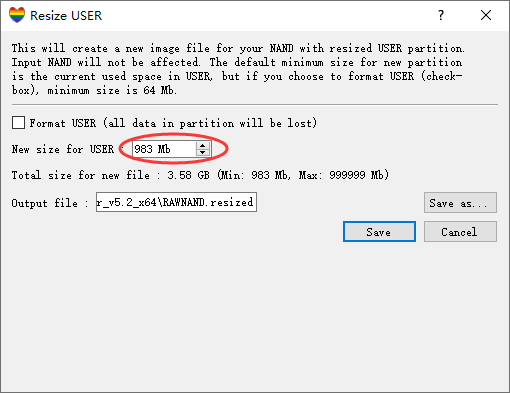 Resize USER
?
This will create a new image file for your NAND with resized USER partition.
Input NAND will not be affected. The default minimum size for new partition
is the current used space in USER, but if you choose to format USER (check-
box), minimum size is 64 Mb.
Format USER (all data in partition will be lost)
New size for USER : 983 Mb
Total size for new file : 3.58 GB (Min: 983 Mb, Max: 999999 Mb)
Output file : r_v5.2_x64\RAWNAND.resized Save as...
Save Cancel